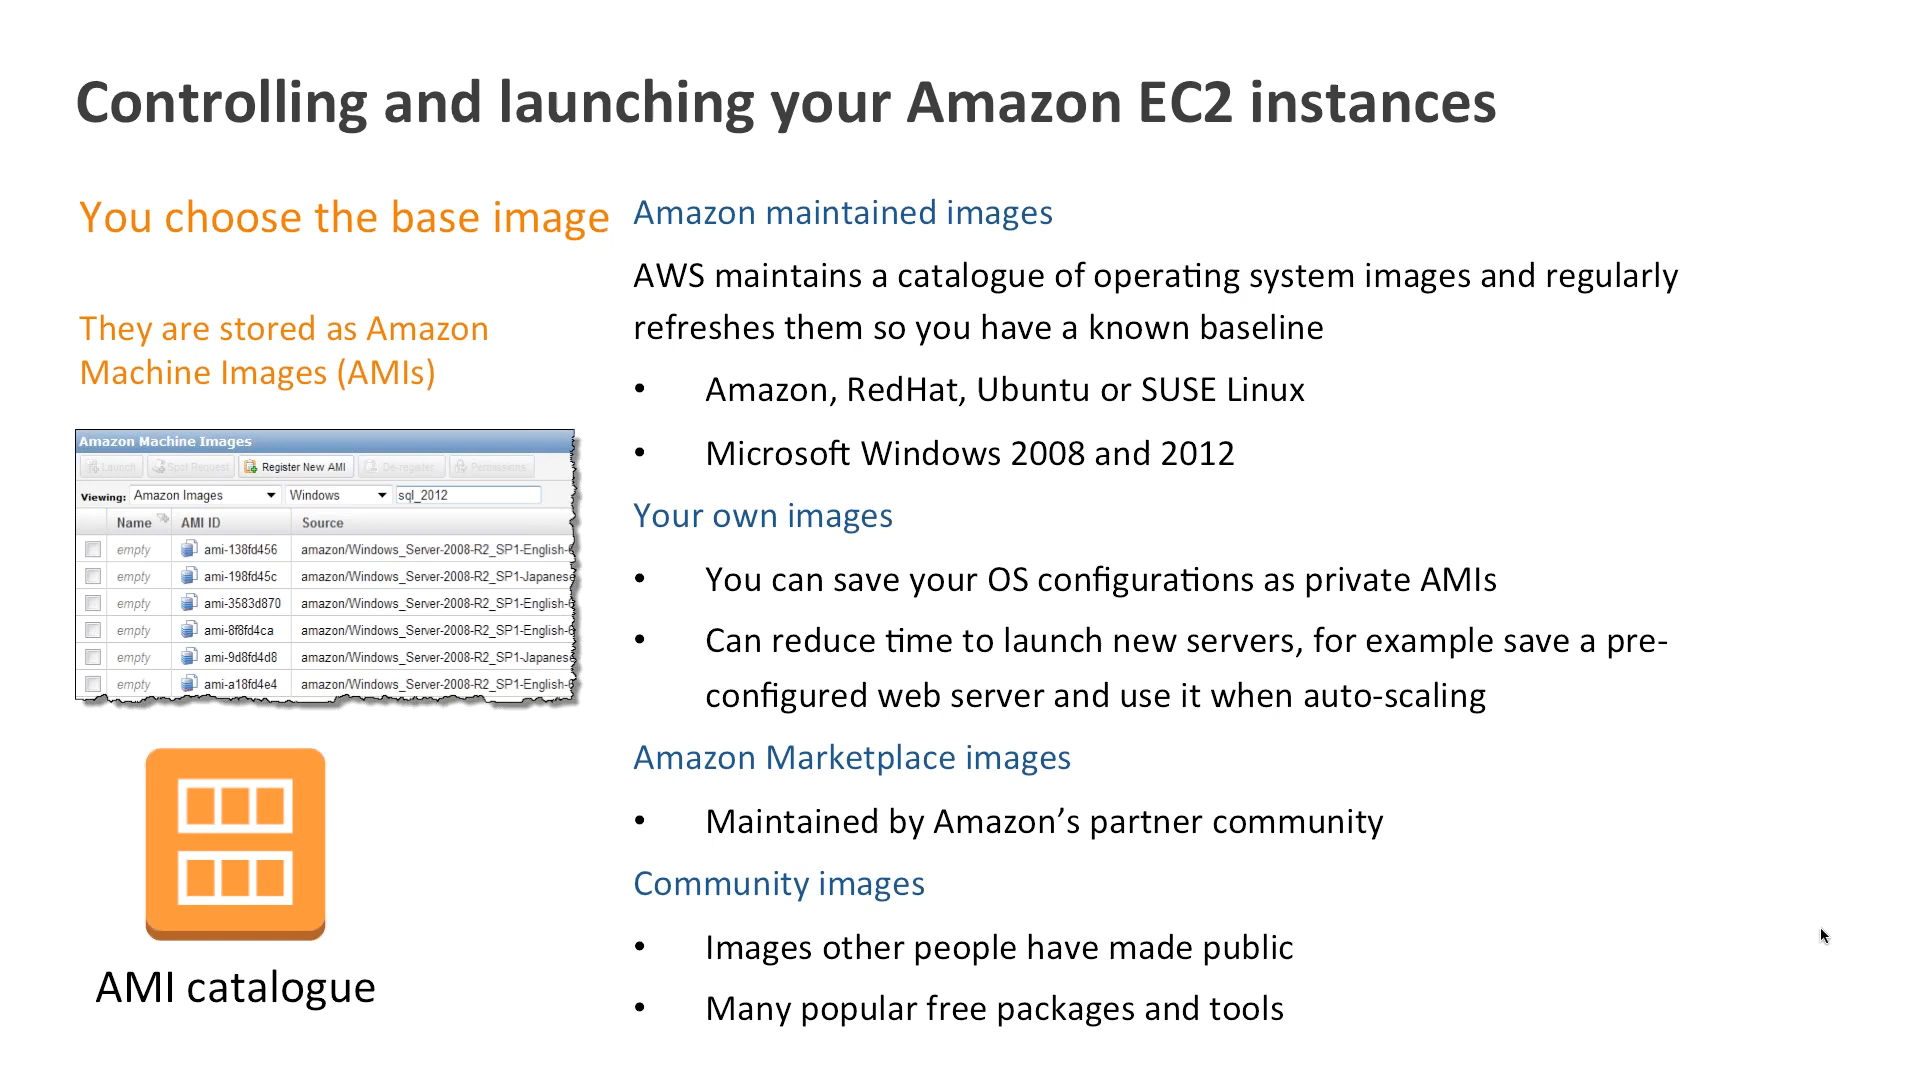 Controlling and launching your Amazon EC2 instances
You choose the base image
They are stored as Amazon
Machine Images (AMIs)
Amazon Machine Images
Launch Spot Request Register New AMI De-register Permissions
Viewing: Amazon Images Windows sql_2012
Name AMI ID Source
empty ami-138fd456 amazon/Windows_Server-2008-R2_SP1-English-
empty ami-198fd45c amazon/Windows_Server-2008-R2_SP1-Japanese
empty ami-3583d870 amazon/Windows_Server-2008-R2_SP1-English-
empty ami-8f8fd4ca amazon/Windows_Server-2008-R2_SP1-English-
empty ami-9d8fd4d8 amazon/Windows_Server-2008-R2_SP1-Japanese
empty ami-a18fd4e4 amazon/Windows_Server-2008-R2_SP1-English-
AMI catalogue
Amazon maintained images
AWS maintains a catalogue of operating system images and regularly
refreshes them so you have a known baseline
• Amazon, RedHat, Ubuntu or SUSE Linux
• Microsoft Windows 2008 and 2012
Your own images
• You can save your OS configurations as private AMIs
• Can reduce time to launch new servers, for example save a pre-
configured web server and use it when auto-scaling
Amazon Marketplace images
• Maintained by Amazon’s partner community
Community images
• Images other people have made public
• Many popular free packages and tools